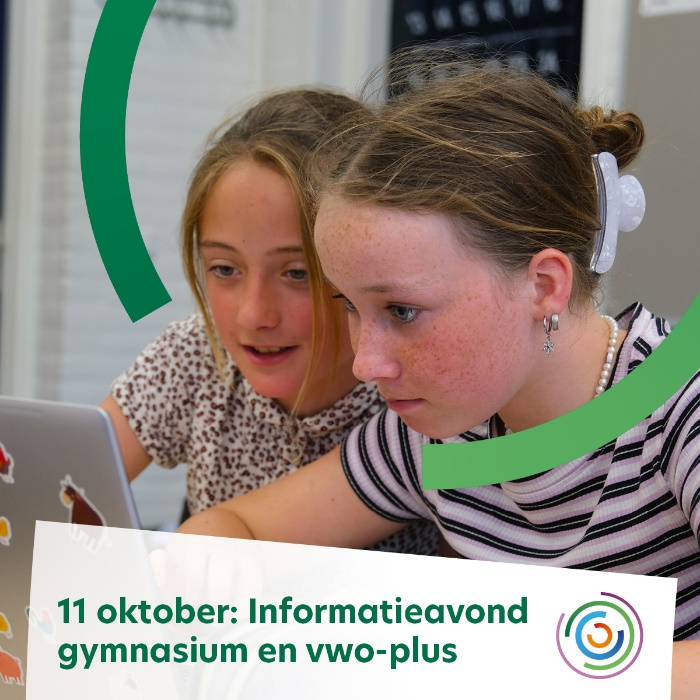 11 oktober: Informatieavond
gymnasium en vwo-plus